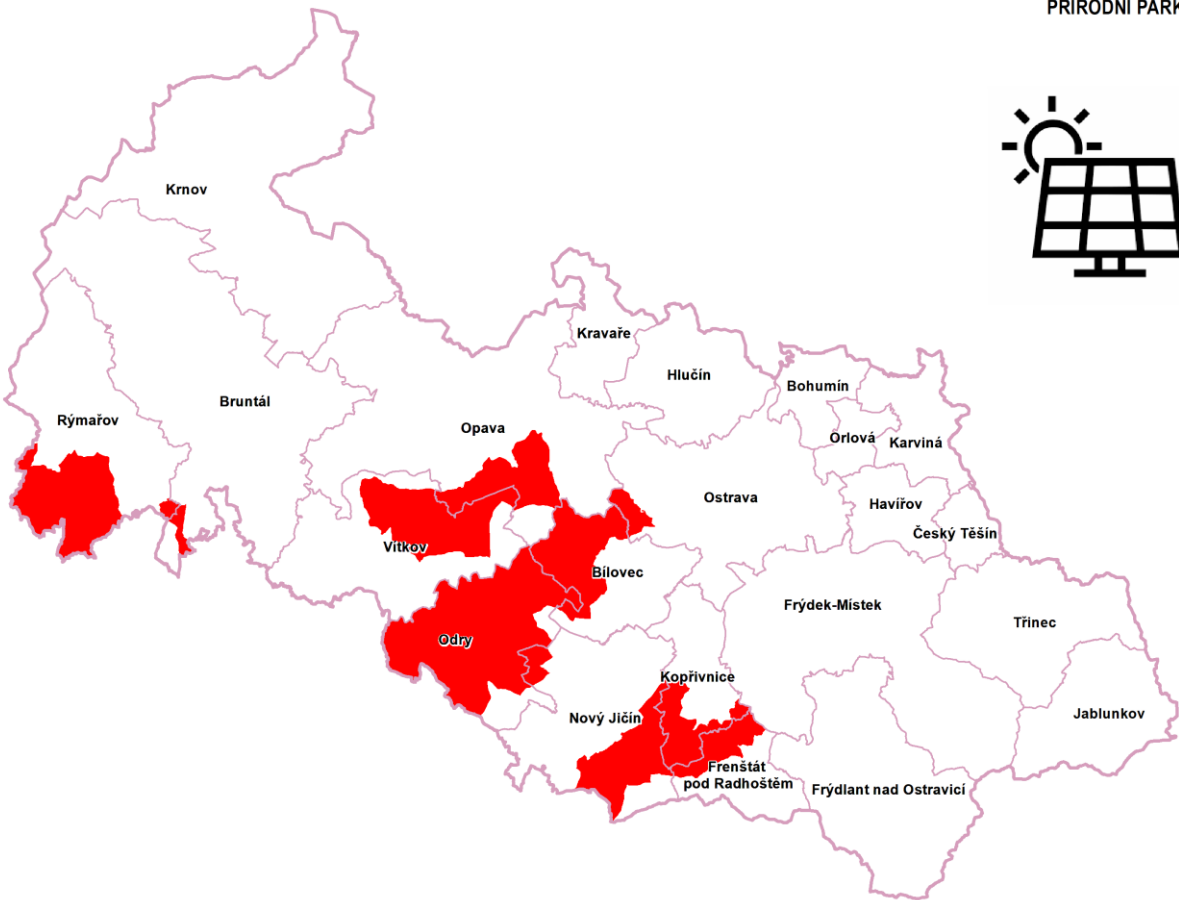 PŘÍRODNÍ PARK
Krnov
Kravaře
Hlučín
Bohumín
Bruntál
Rýmařov
Opava
Orlová
Karviná
Ostrava
Havířov
Český Těšín
Vítkov
Bílovec
Frýdek-Místek
Třinec
Odry
Kopřivnice
Nový Jičín
Jablunkov
Frenštát
pod Radhoštěm
Frýdlant nad Ostravicí